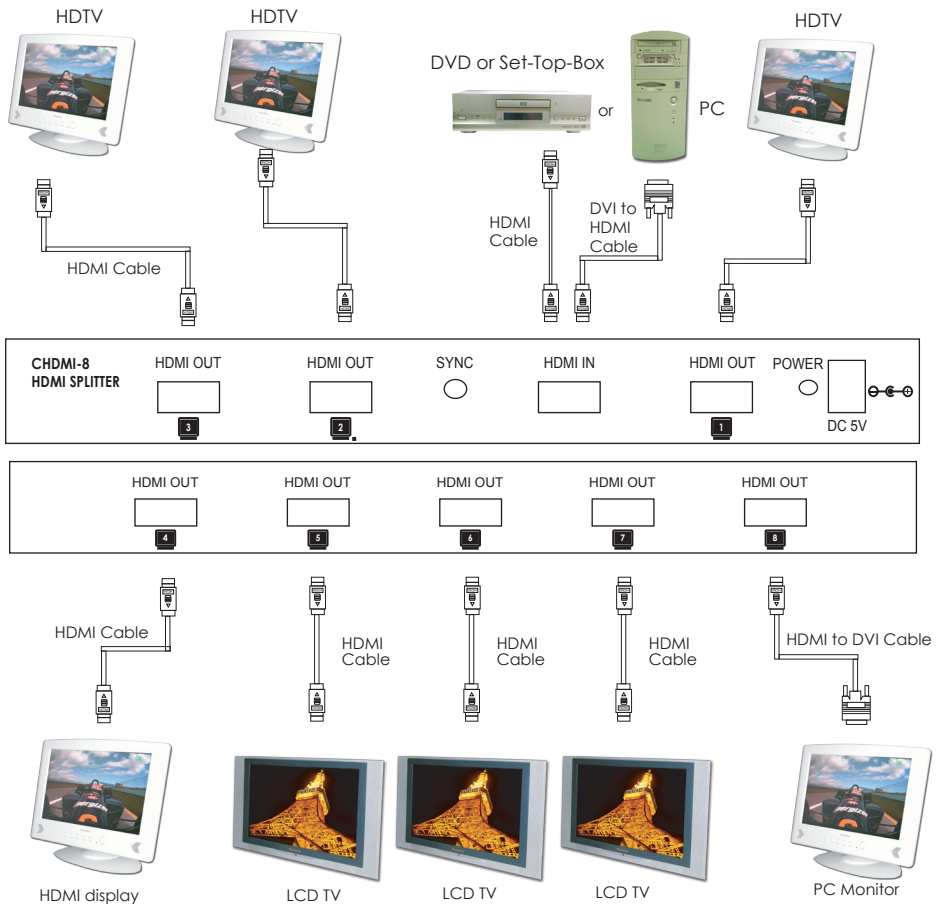 HDTV
HDTV
HDTV
DVD or Set-Top-Box
or
PC
HDMI Cable
HDMI
Cable
DVI to
HDMI
Cable
CHDMI-8
HDMI SPLITTER
HDMI OUT
3
HDMI OUT
2
SYNC
HDMI IN
HDMI OUT
1
POWER
DC 5V
HDMI OUT
4
HDMI OUT
5
HDMI OUT
6
HDMI OUT
7
HDMI OUT
8
HDMI Cable
HDMI
Cable
HDMI
Cable
HDMI
Cable
HDMI to DVI Cable
HDMI display
LCD TV
LCD TV
LCD TV
PC Monitor